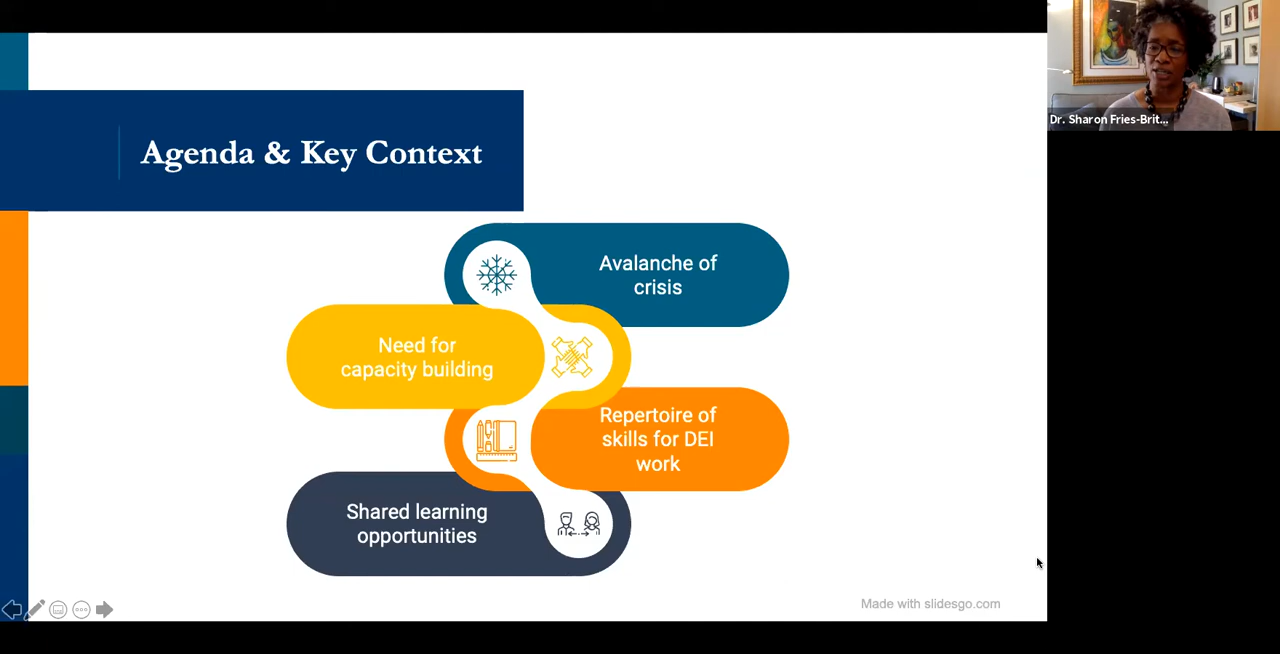 Dr. Sharon Fries-Brit...
Agenda & Key Context
Avalanche of
crisis
Need for
capacity building
Repertoire of
skills for DEI
work
Shared learning
opportunities
Made with slidesgo.com